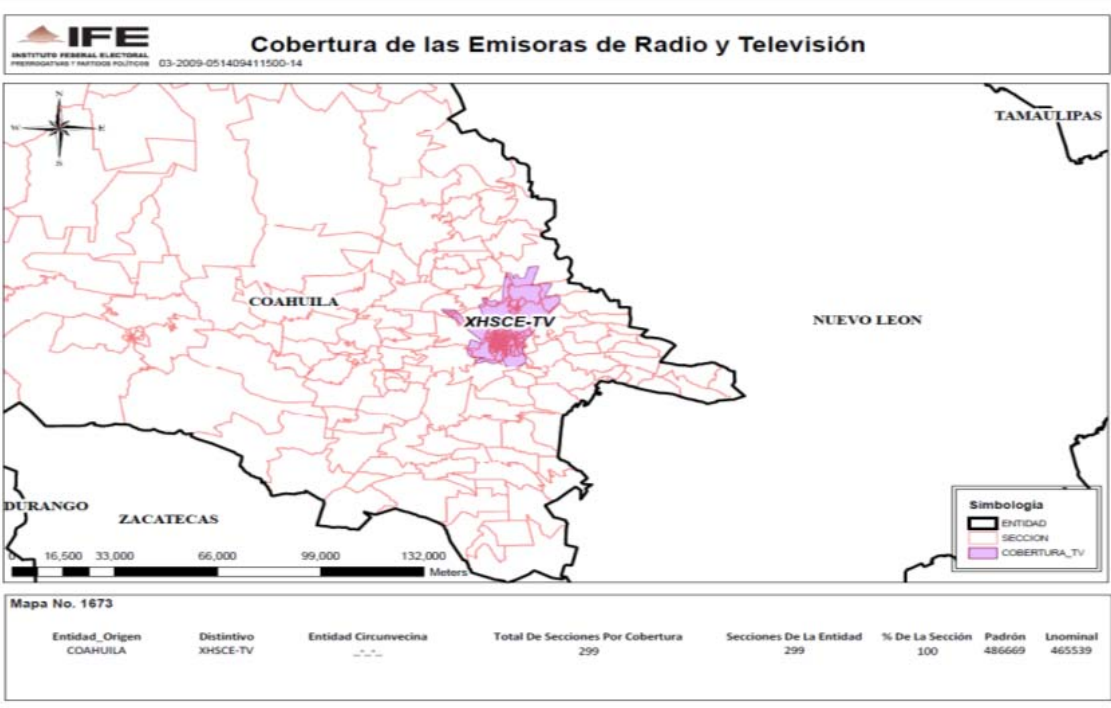 IFE
INSTITUTO FEDERAL ELECTORAL
PRERROGATIVAS Y PARTIDOS POLÍTICOS
03-2009-051409411500-14
Cobertura de las Emisoras de Radio y Televisión
N
W E
S
TAMAULIPAS
COAHUILA
XHSCE-TV
NUEVO LEON
DURANGO
ZACATECAS
0 16,500 33,000 66,000 99,000 132,000
Meters
Simbología
ENTIDAD
SECCION
COBERTURA_TV
Mapa No. 1673
Entidad_Origen Distintivo Entidad Circunvecina Total De Secciones Por Cobertura Secciones De La Entidad % De La Sección Padrón Lnominal
COAHUILA XHSCE-TV _*_*_ 299 299 100 486669 465539